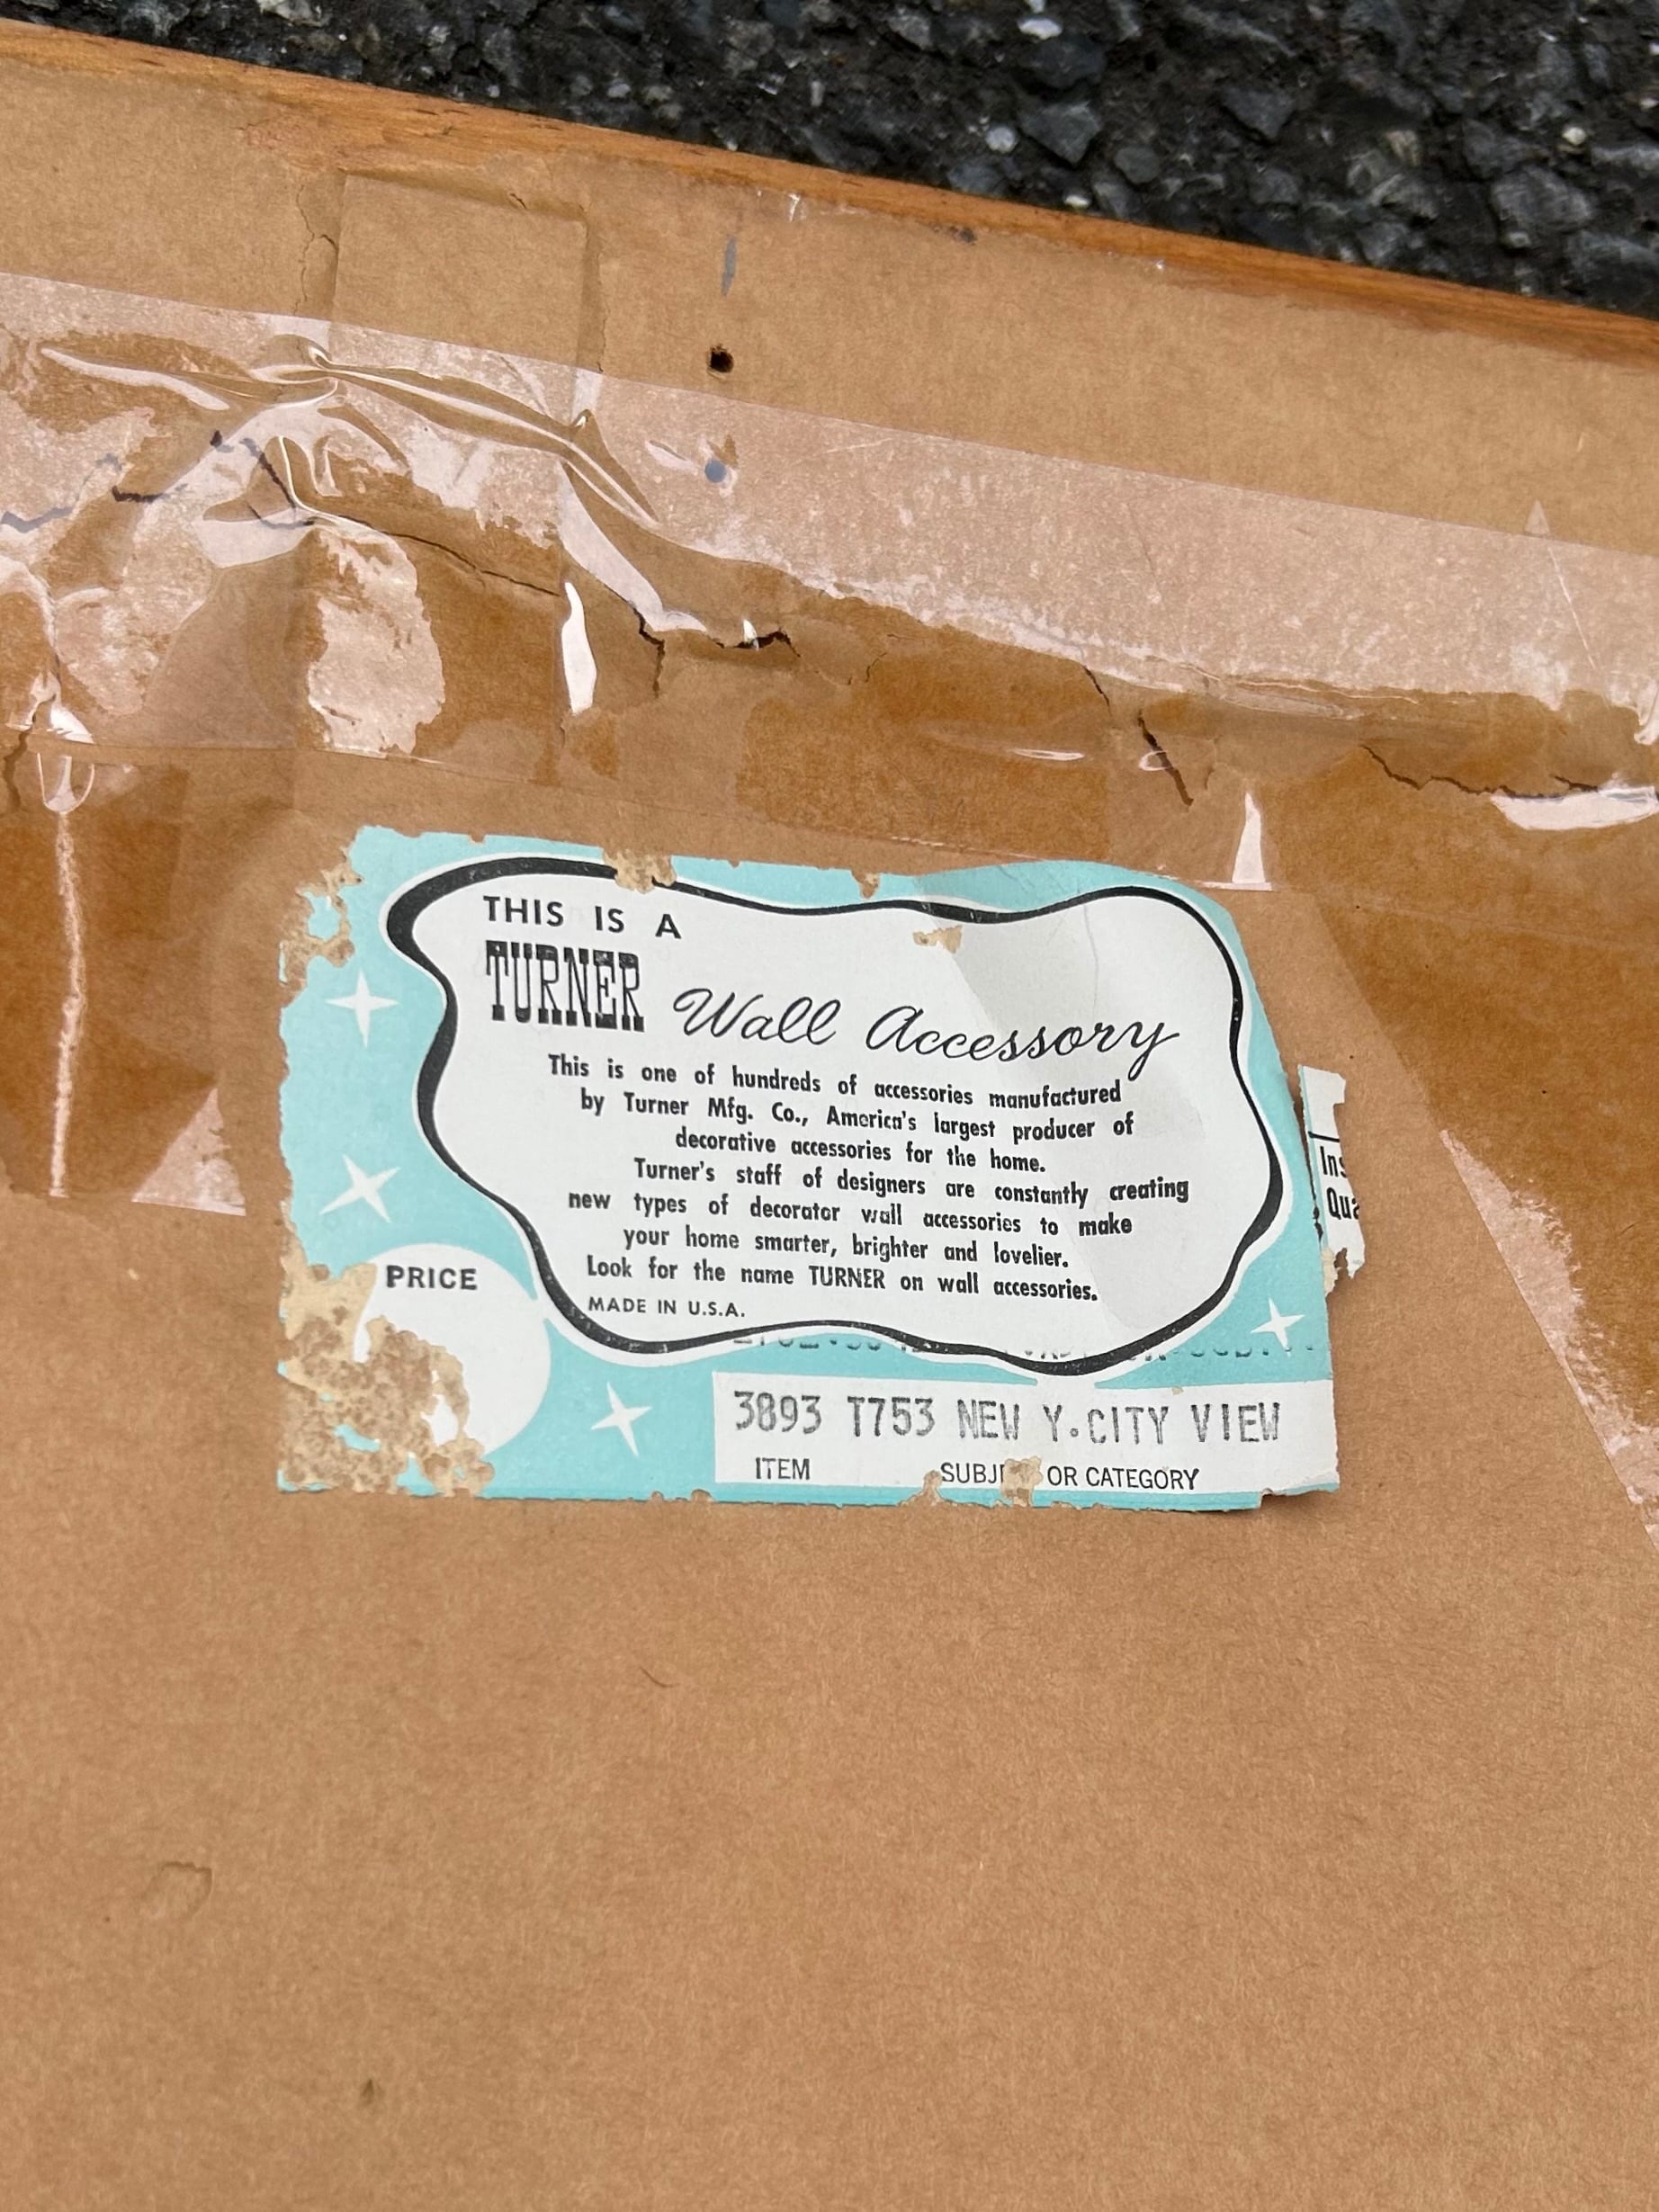 THIS IS A
TURNER Wall Accessory
This is one of hundreds of accessories manufactured
by Turner Mfg. Co., America's largest producer of
decorative accessories for the home.
Turner's staff of designers are constantly creating
new types of decorator wall accessories to make
your home smarter, brighter and lovelier.
Look for the name TURNER on wall accessories.
MADE IN U.S.A.
PRICE
3893 T753 NEW Y.CITY VIEW
ITEM OR CATEGORY